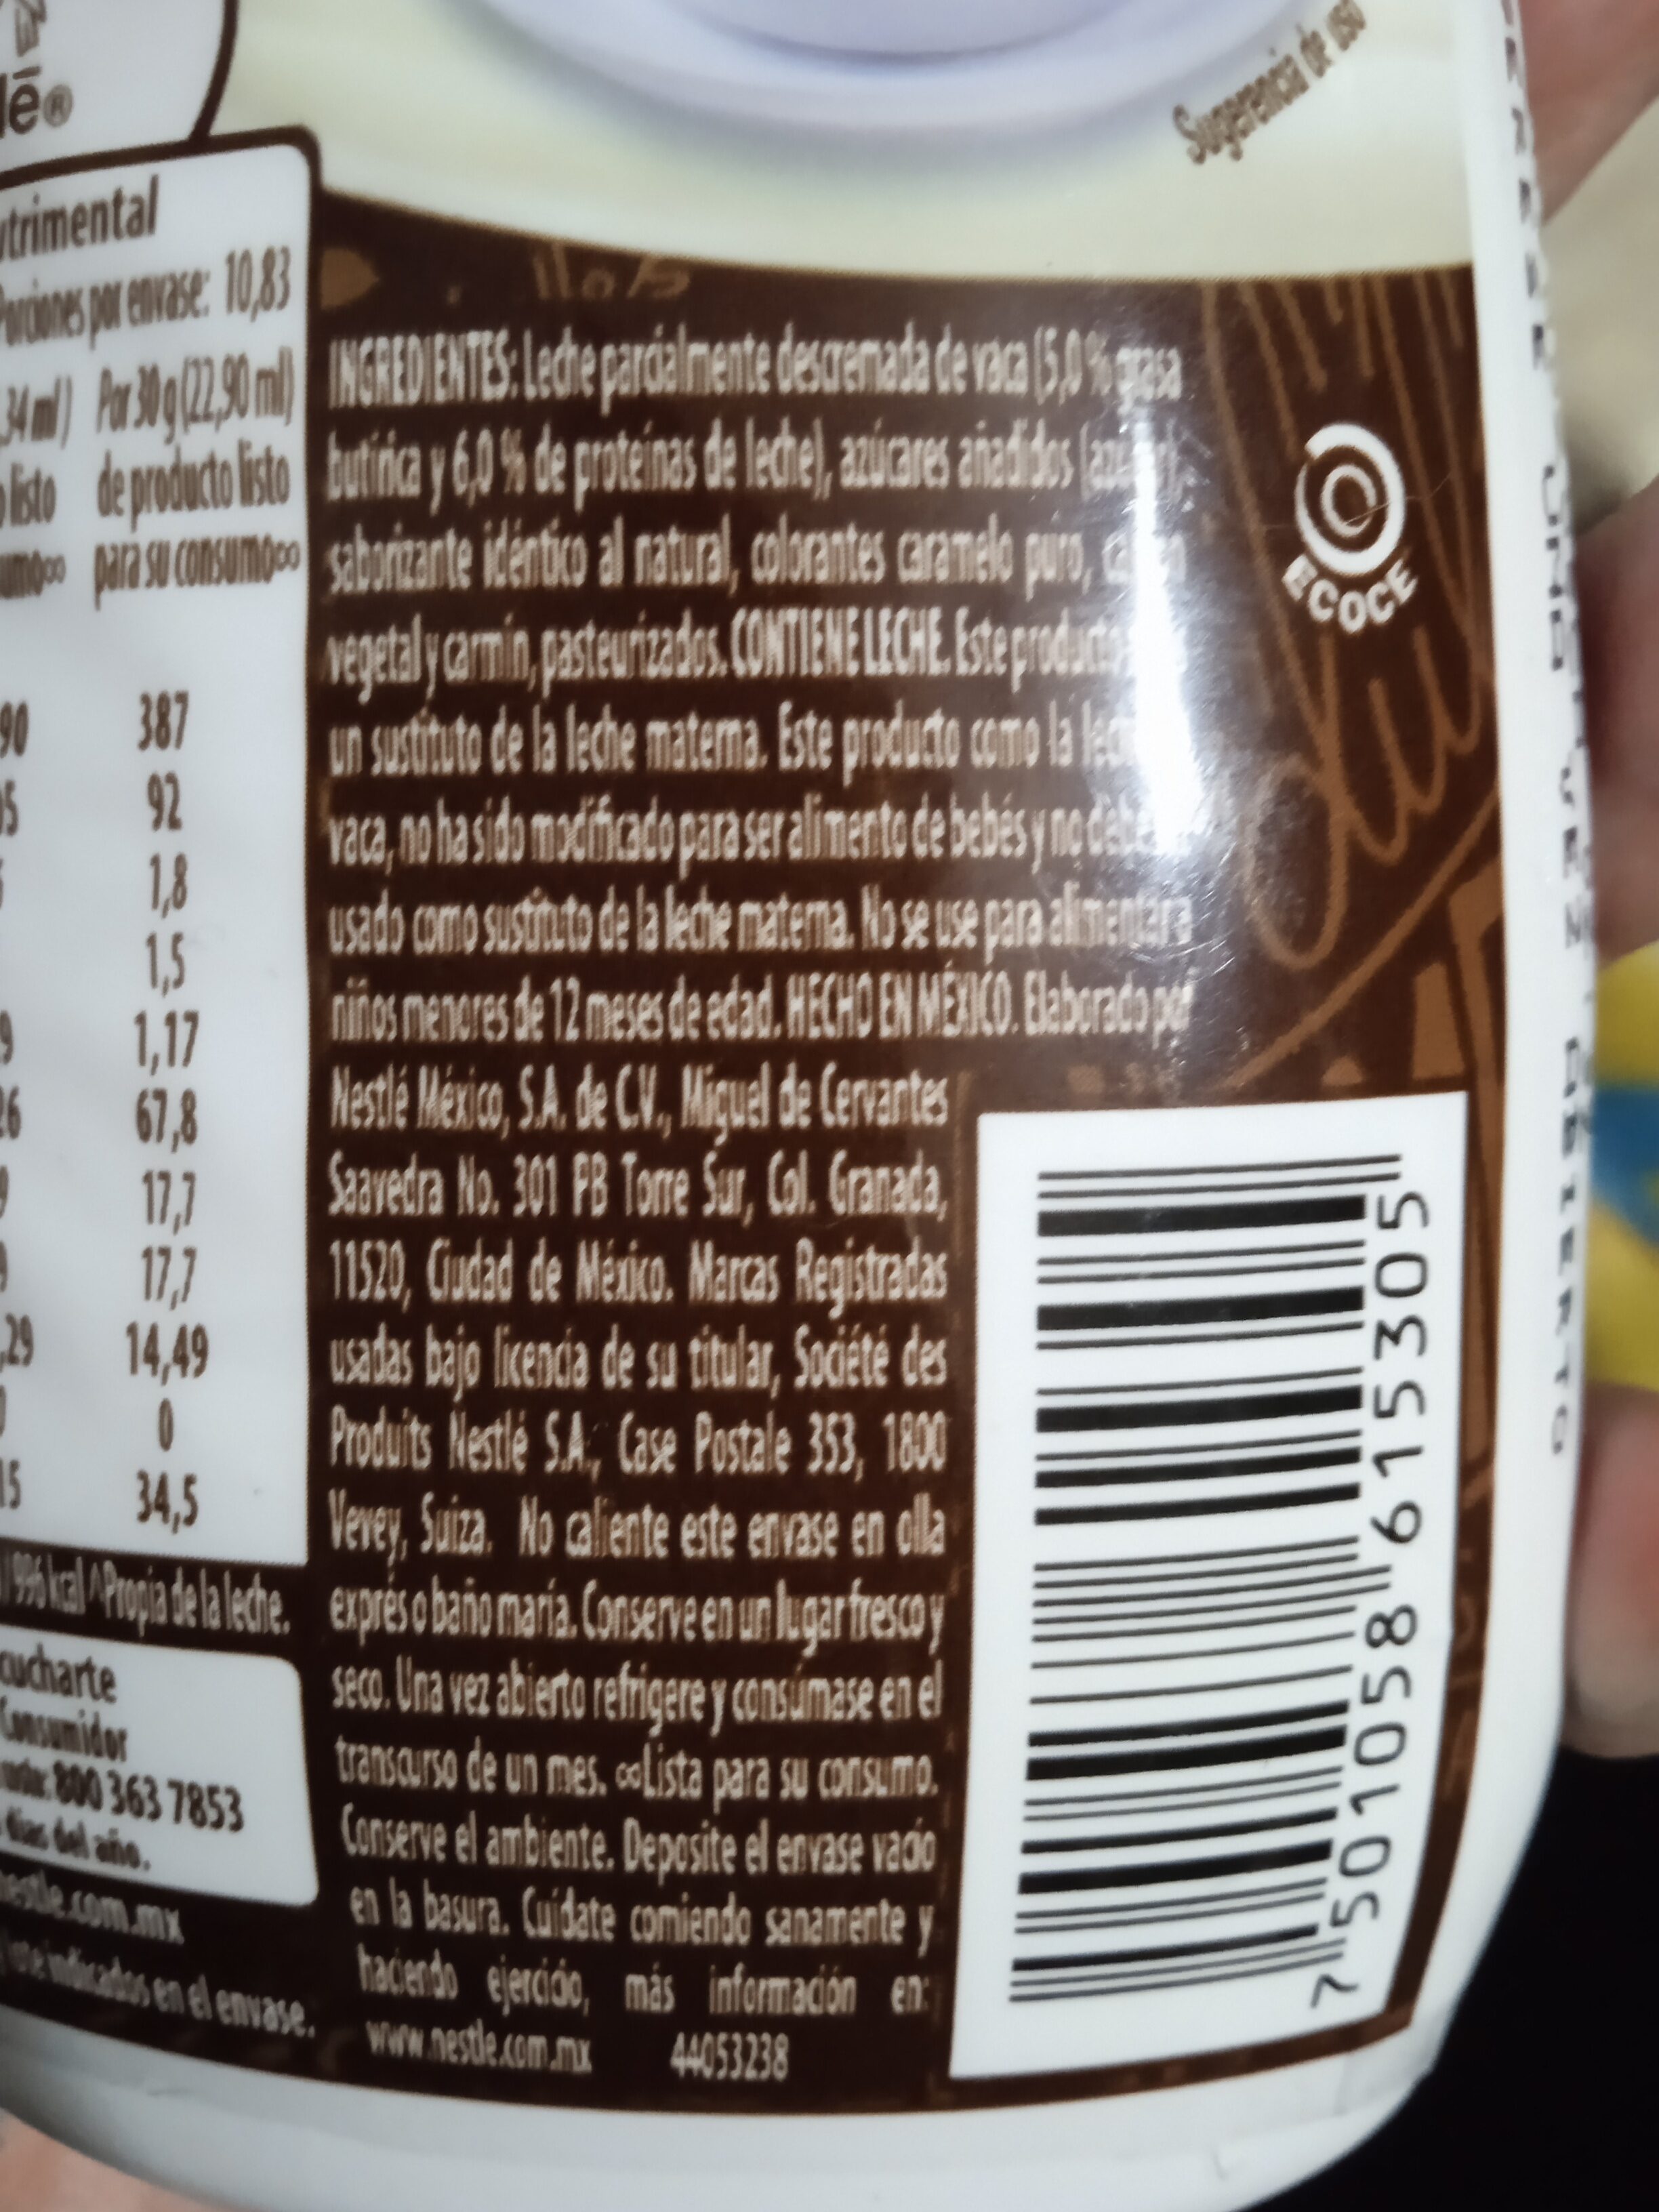 lé®
Sugerencia de uso
utrimental
Porciones por envase: 10,83
34 ml) Por 30 g (22,90 ml)
listo de producto listo
umo∞ para su consumo∞
90 387
5 92
1,8
1,5
9 1,17
26 67,8
9 17,7
9 17,7
,29 14,49
0 0
15 34,5
/ 996 kcal ^Propia de la leche.
cucharte
Consumidor
800 363 7853
días del año.
nestle.com.mx
lote indicados en el envase.
INGREDIENTES: Leche parcialmente descremada de vaca (5,0 % grasa
butírica y 6,0 % de proteínas de leche), azúcares añadidos
saborizante idéntico al natural, colorantes caramelo puro,
vegetal y carmín, pasteurizados. CONTIENE LECHE. Este producto
un sustituto de la leche materna. Este producto como la
vaca, no ha sido modificado para ser alimento de bebés y no
usado como sustituto de la leche materna. No se use para alimentar a
niños menores de 12 meses de edad. HECHO EN MÉXICO. Elaborado por
Nestlé México, S.A. de C.V., Miguel de Cervantes
Saavedra No. 301 PB Torre Sur, Col. Granada,
11520, Ciudad de México. Marcas Registradas
usadas bajo licencia de su titular, Société des
Produits Nestlé S.A., Case Postale 353, 1800
Vevey, Suiza. No caliente este envase en olla
exprés o baño maría. Conserve en un lugar fresco y
seco. Una vez abierto refrigere y consúmase en el
transcurso de un mes. ∞Lista para su consumo.
Conserve el ambiente. Deposite el envase vacío
en la basura. Cuídate comiendo sanamente y
haciendo ejercicio, más información en:
www.nestle.com.mx 44053238
ECOCE
7 501058 615305
UNA VEZ ABIERTO